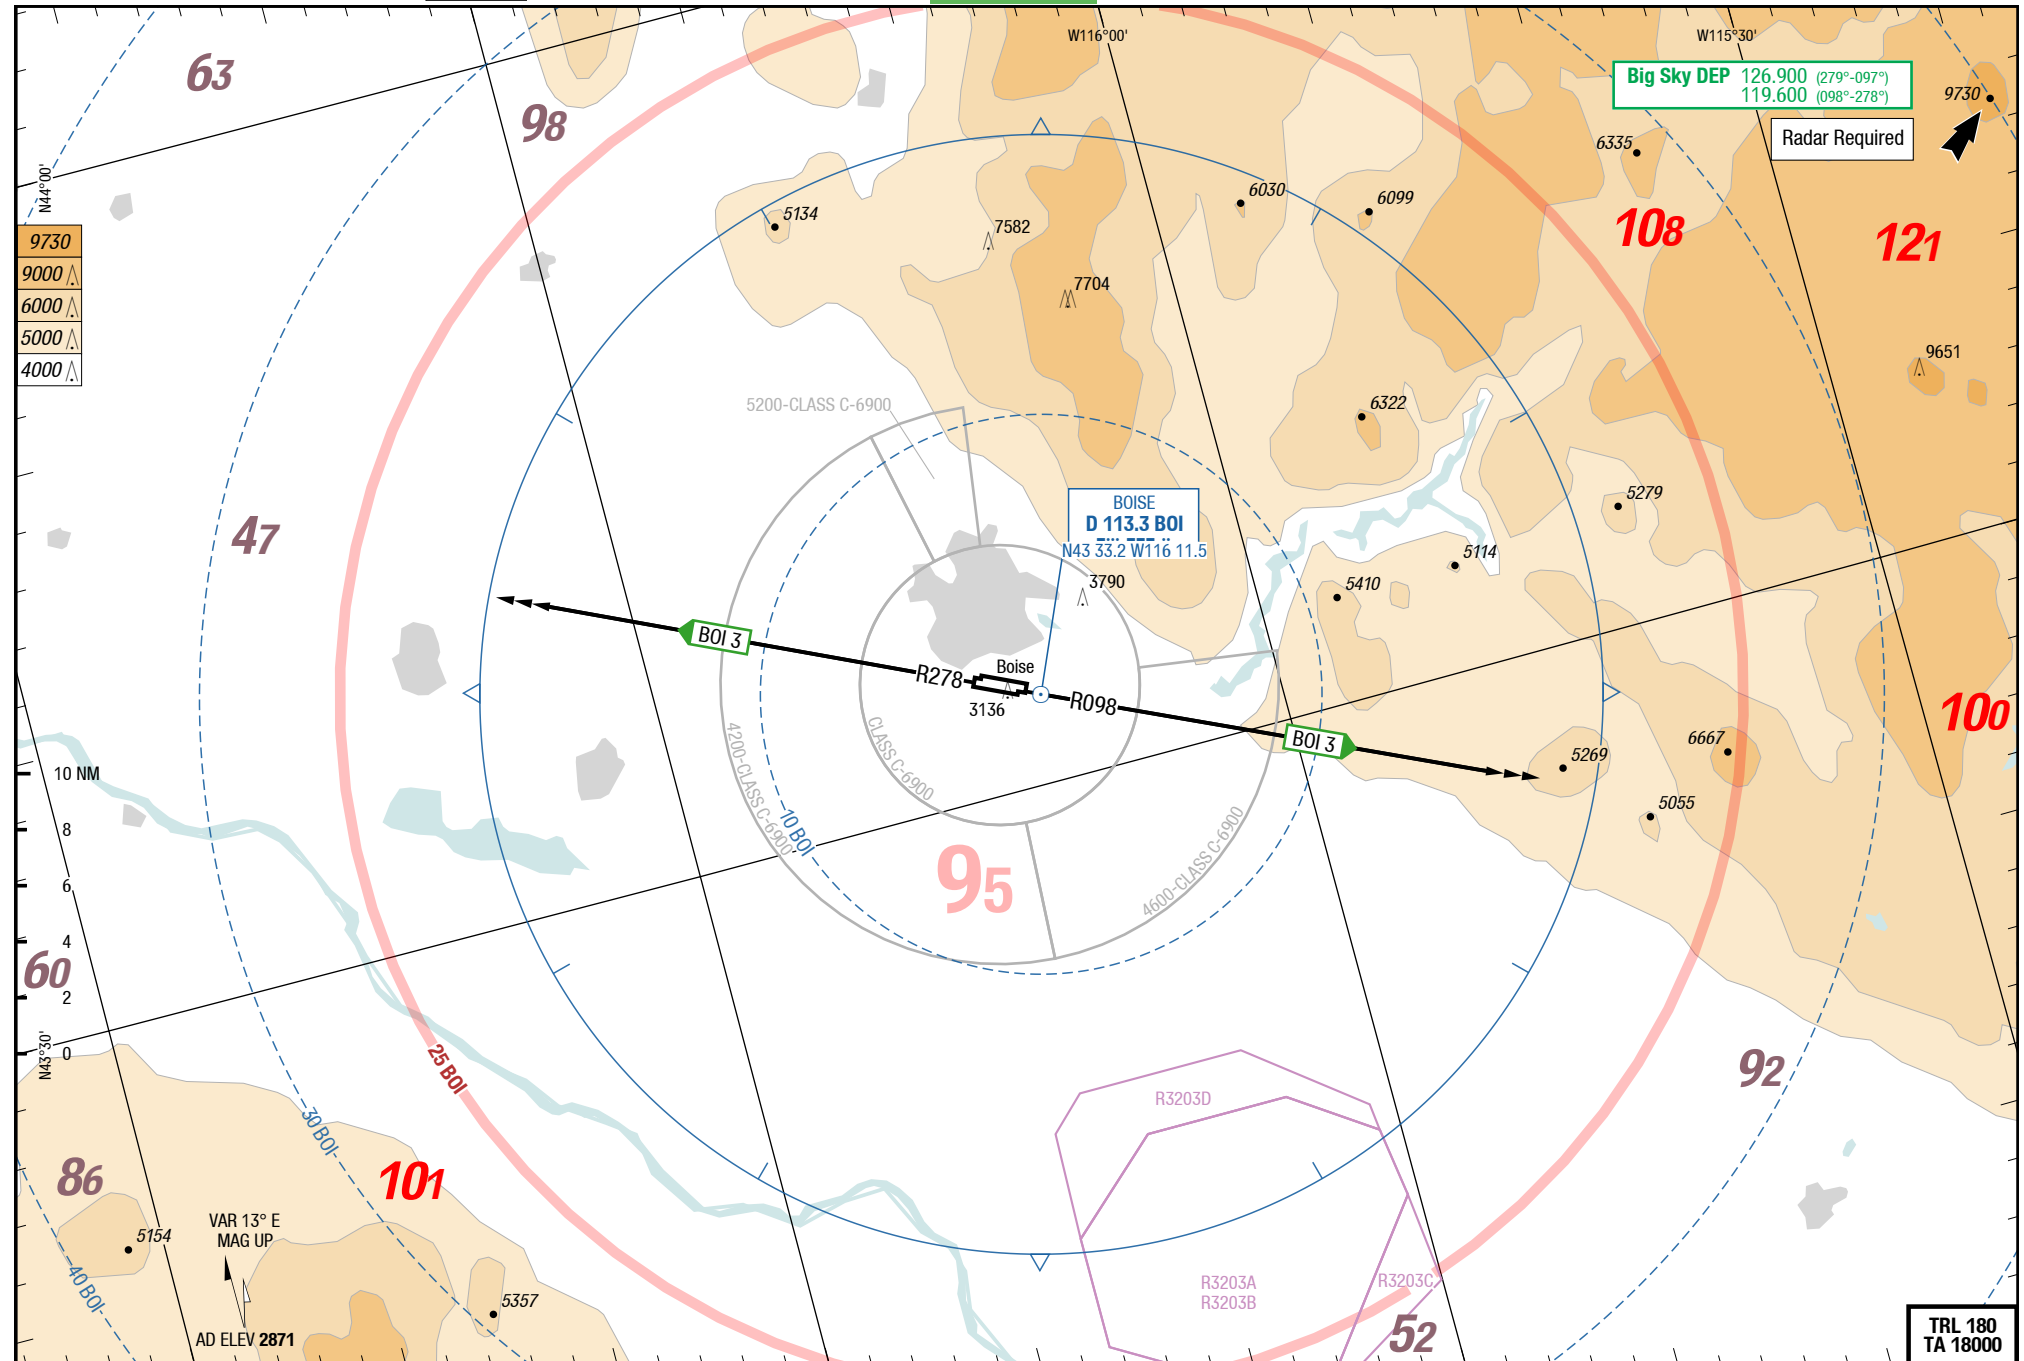 W116°00'
W115°30'
63
98
Big Sky DEP 126.900 (279°-097°)
119.600 (098°-278°)
9730
Radar Required
6335
N44°00'
5134
7582
6030
6099
108
121
9730
9000
6000
5000
4000
7704
9651
5200-CLASS C-6900
6322
47
BOISE
D 113.3 BOI
N43 33.2 W116 11.5
5279
5114
3790
5410
BOI 3
R278
Boise
3136
R098
BOI 3
100
4200-CLASS C-6900
CLASS C-6900
4600-CLASS C-6900
10 BOI
5269
6667
5055
10 NM
8
6
4
2
0
95
60
N43°30'
25 BOI
30 BOI
92
R3203D
86
101
5154
VAR 13° E
MAG UP
40 BOI
5357
AD ELEV 2871
R3203A
R3203B
R3203C
52
TRL 180
TA 18000